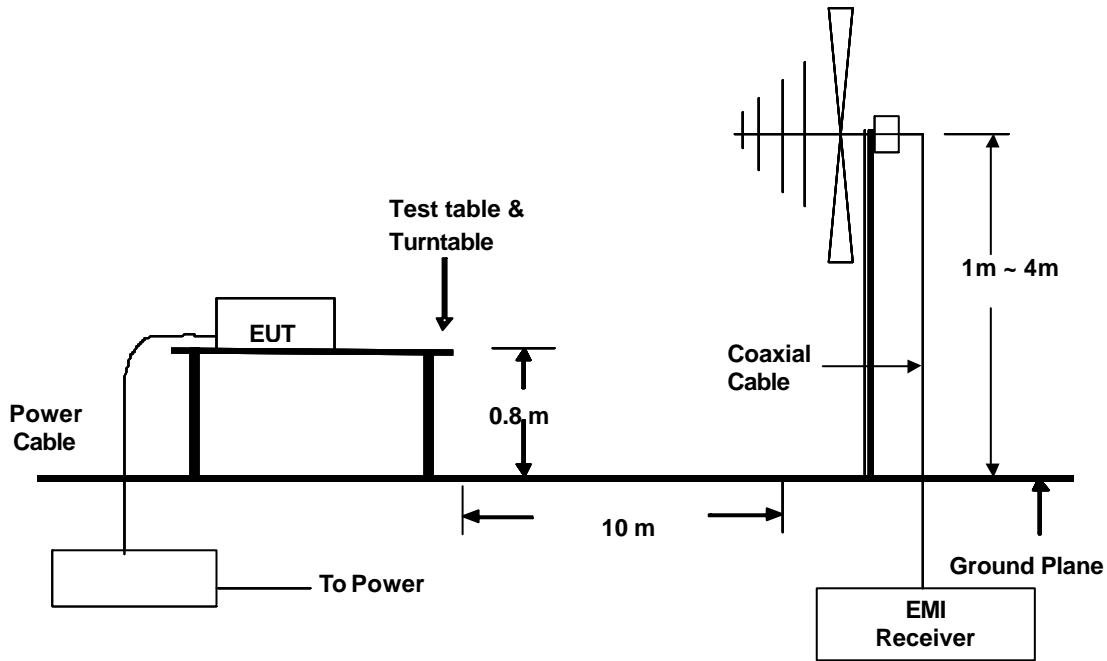 Test table &
Turntable
1m ~ 4m
EUT
Coaxial
Cable
0.8 m
Power
Cable
10 m
Ground Plane
To Power
EMI
Receiver